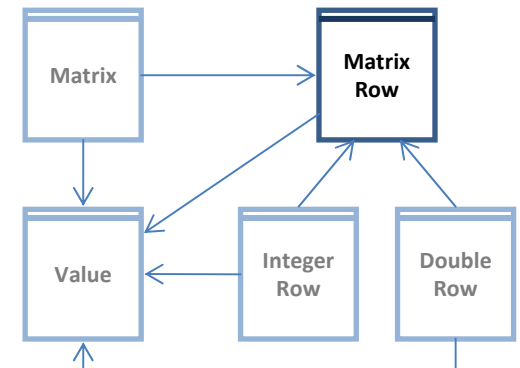 Matrix
Matrix
Row
Value
Integer
Row
Double
Row